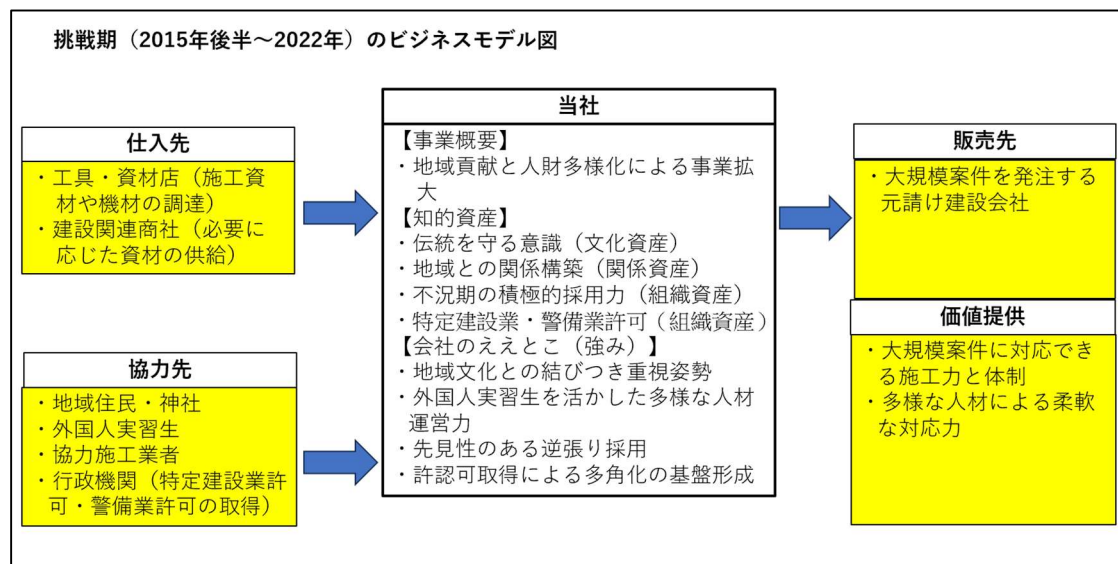 挑戦期（2015年後半～2022年）のビジネスモデル図
仕入先
・工具・資材店（施工資
材や機材の調達）
・建設関連商社（必要に
応じた資材の供給）
協力先
・地域住民・神社
・外国人実習生
・協力施工業者
・行政機関（特定建設業許
可・警備業許可の取得）
当社
【事業概要】
・地域貢献と人財多様化による事業拡
大
【知的資産】
・伝統を守る意識（文化資産）
・地域との関係構築（関係資産）
・不況期の積極的採用力（組織資産）
・特定建設業・警備業許可（組織資産）
【会社のええとこ（強み）】
・地域文化との結びつき重視姿勢
・外国人実習生を活かした多様な人材
運営力
・先見性のある逆張り採用
・許認可取得による多角化の基盤形成
販売先
・大規模案件を発注する
元請け建設会社
価値提供
・大規模案件に対応でき
る施工力と体制
・多様な人材による柔軟
な対応力